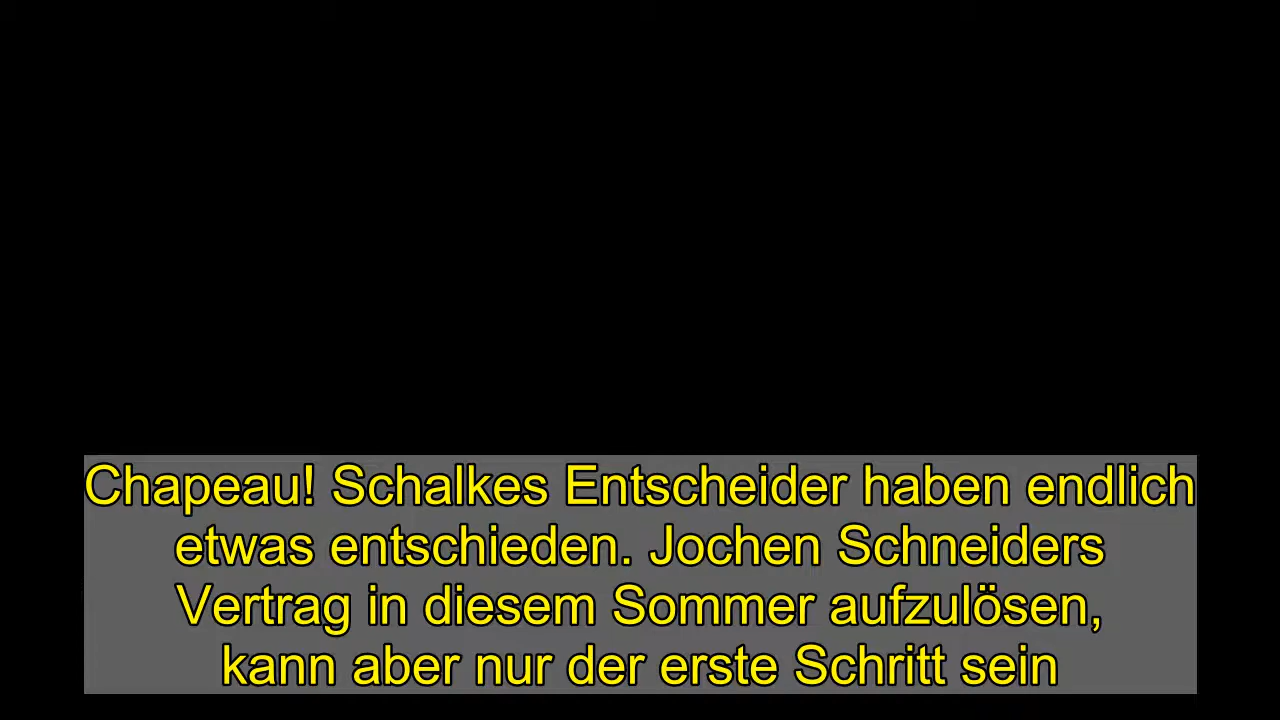 Chapeau! Schalkes Entscheider haben endlich
etwas entschieden. Jochen Schneiders
Vertrag in diesem Sommer aufzulösen,
kann aber nur der erste Schritt sein